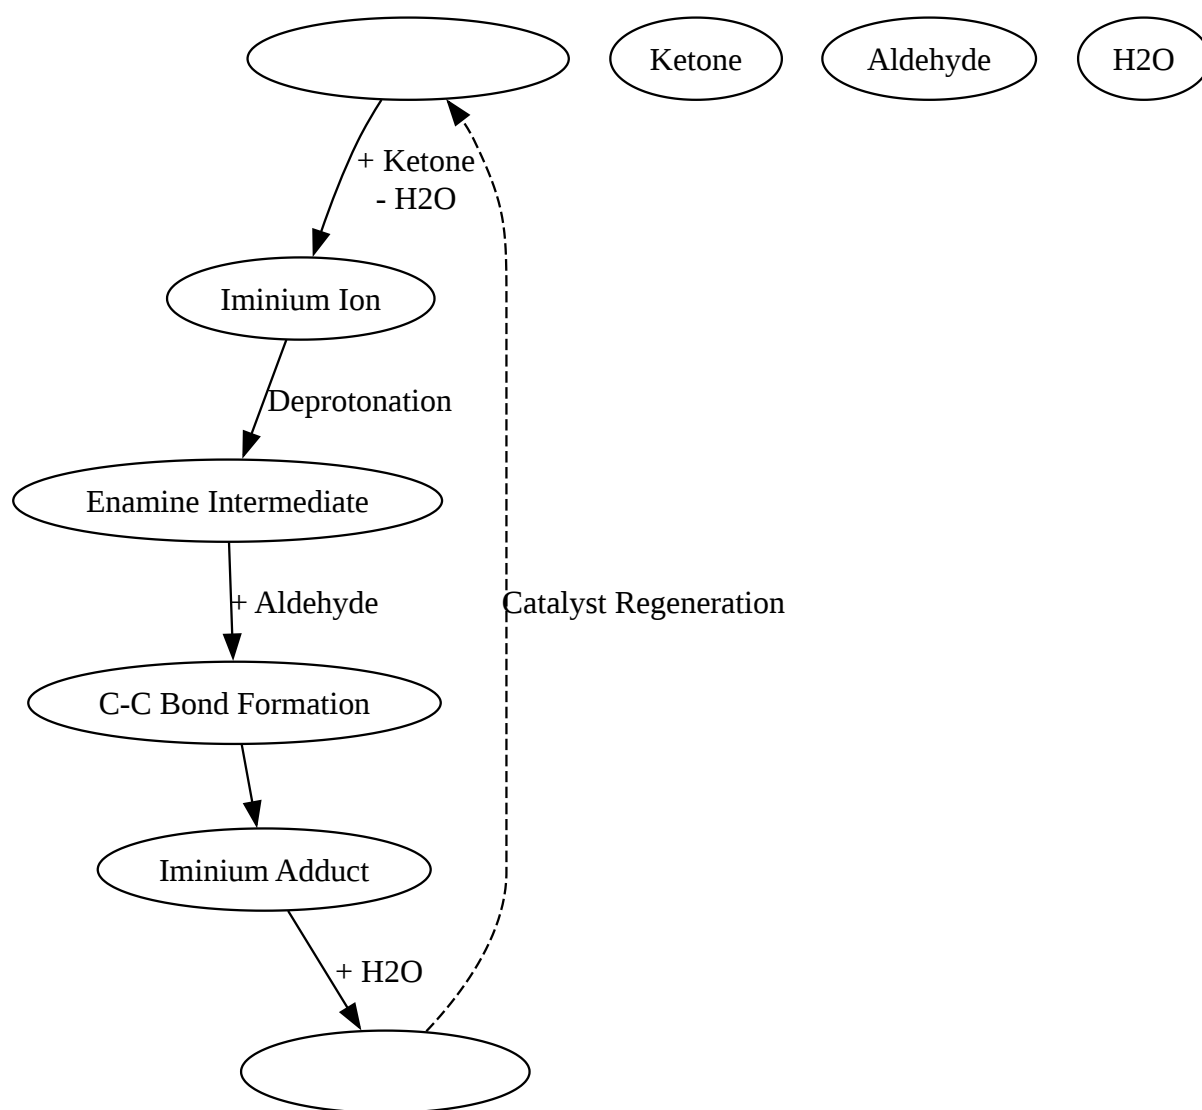 Ketone
Aldehyde
H2O
+ Ketone
- H2O
Iminium Ion
Deprotonation
Enamine Intermediate
+ Aldehyde
Catalyst Regeneration
C-C Bond Formation
Iminium Adduct
+ H2O